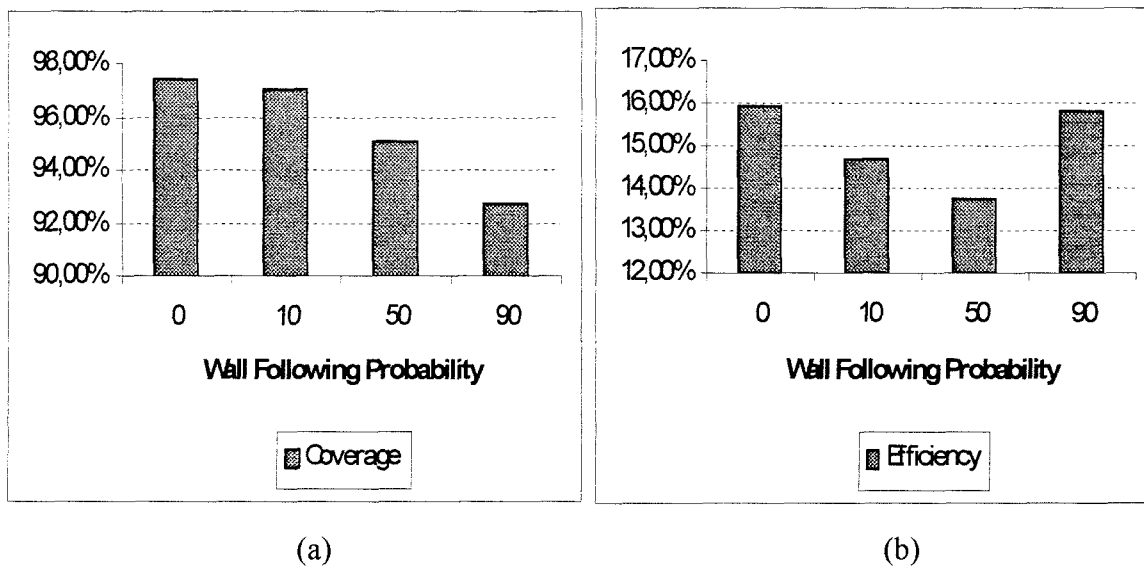 98,00%
96,00%
94,00%
92,00%
90,00%
0 10 50 90
Wall Following Probability
Coverage
(a)
17,00%
16,00%
15,00%
14,00%
13,00%
12,00%
0 10 50 90
Wall Following Probability
Efficiency
(b)